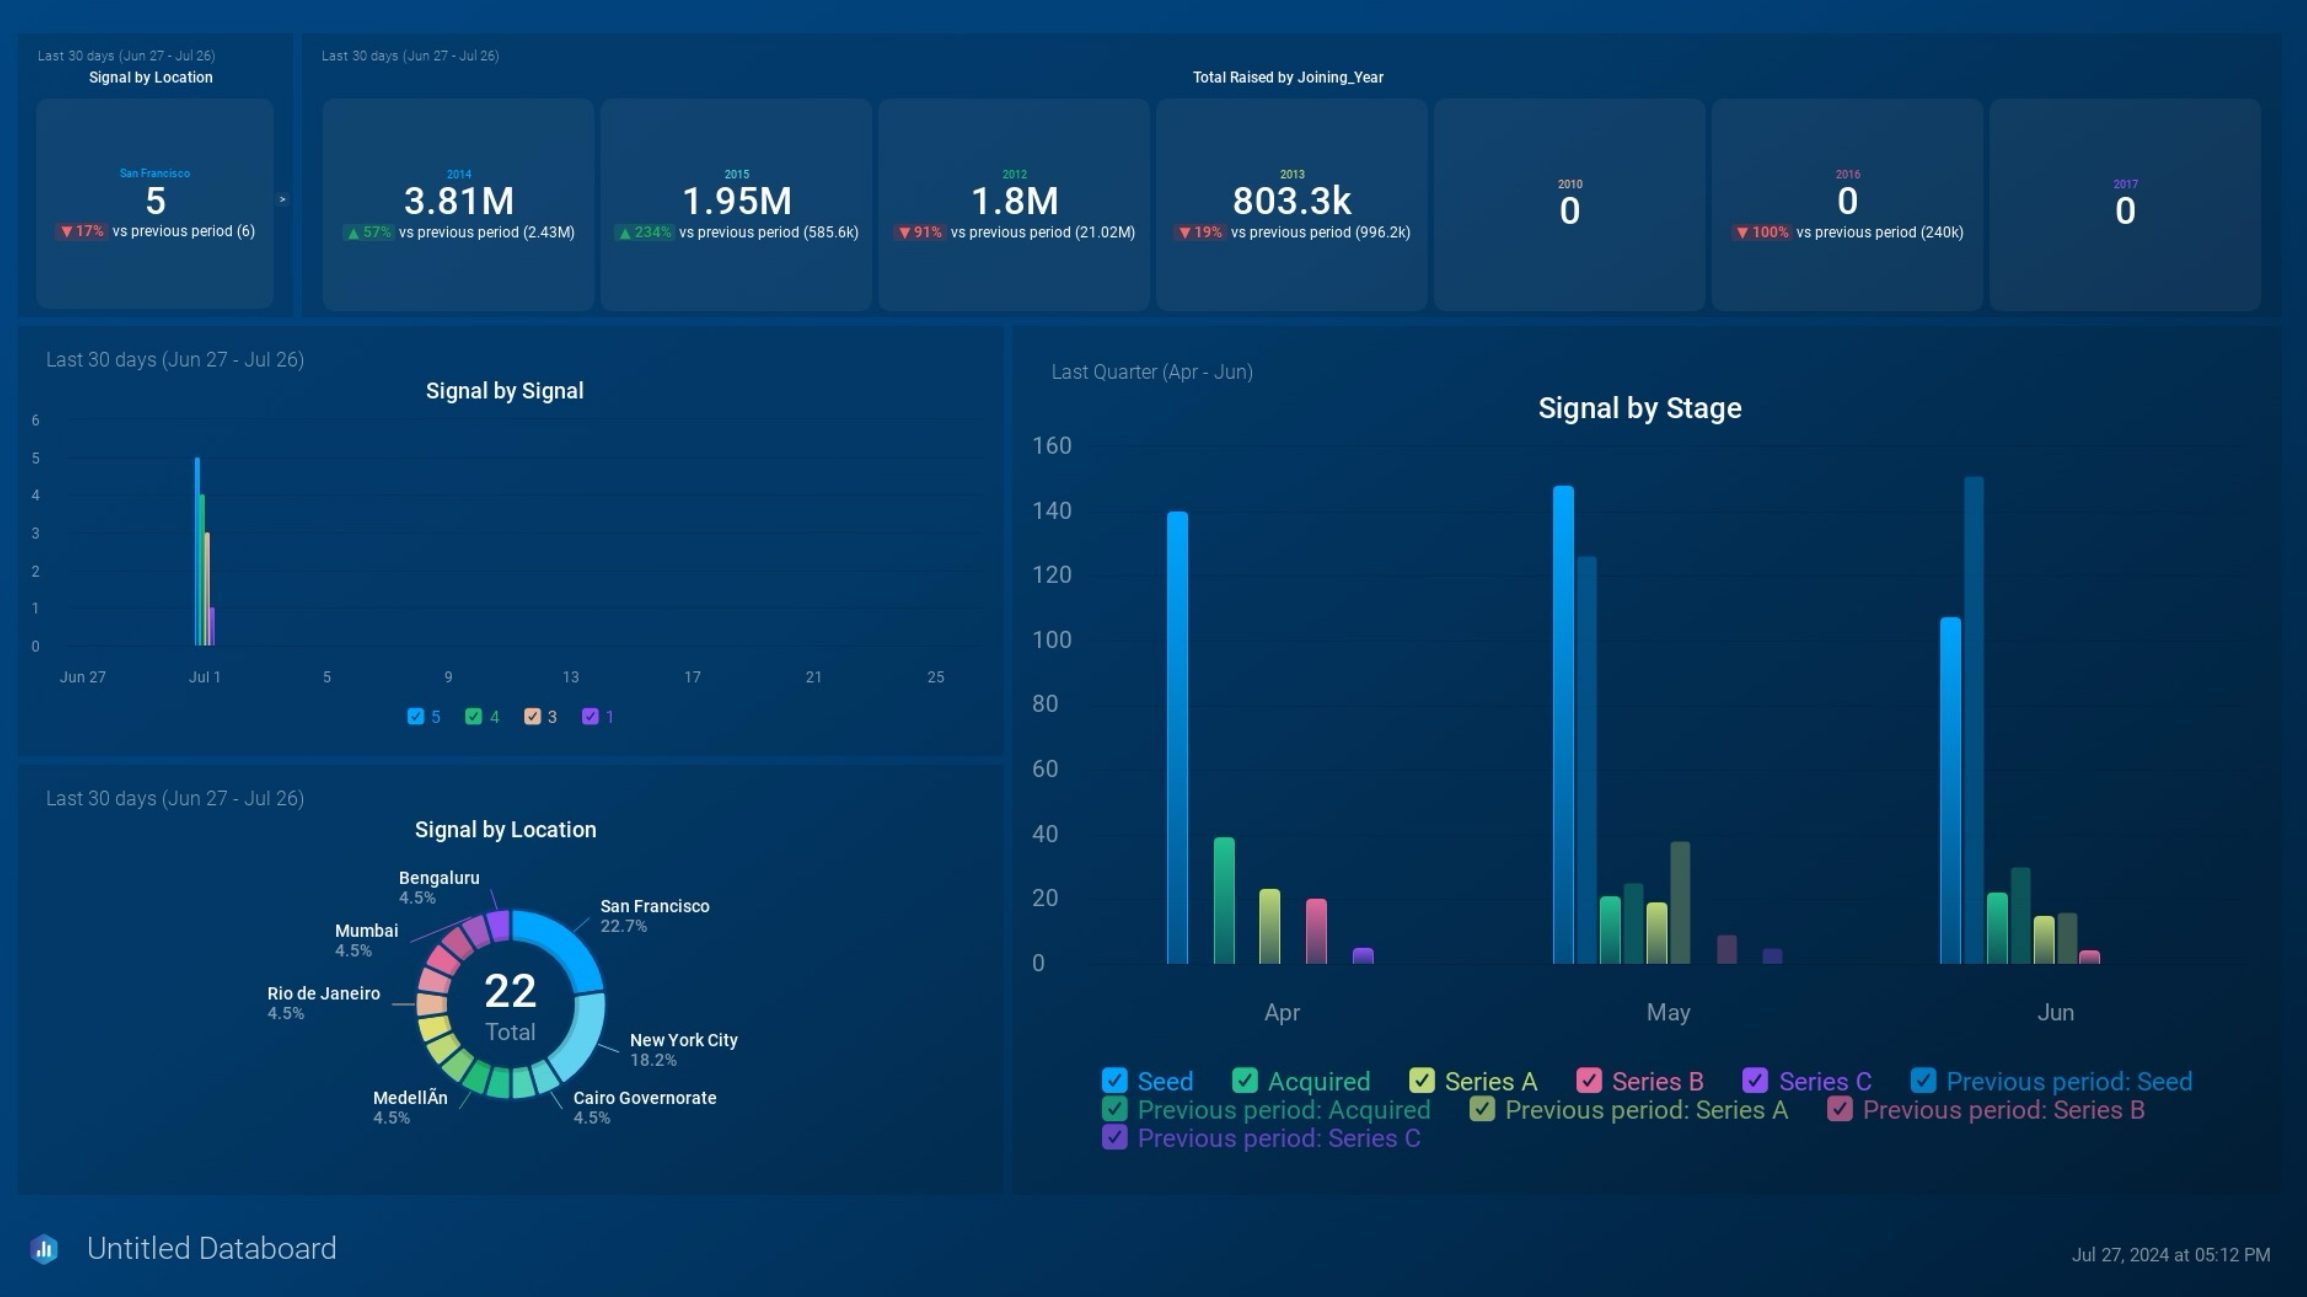 Last 30 days (Jun 27 - Jul 26)
Signal by Location
San Francisco
5
▼ 17% vs previous period (6)
>
Last 30 days (Jun 27 - Jul 26)
Total Raised by Joining_Year
2014
3.81M
▲ 57% vs previous period (2.43M)
2015
1.95M
▲ 234% vs previous period (585.6k)
2012
1.8M
▼ 91% vs previous period (21.02M)
2013
803.3k
▼ 19% vs previous period (996.2k)
2010
0
2016
0
▼ 100% vs previous period (240k)
2017
0
Last 30 days (Jun 27 - Jul 26)
Signal by Signal
6
5
4
3
2
1
0
Jun 27 Jul 1 5 9 13 17 21 25
5 4 3 1
Last 30 days (Jun 27 - Jul 26)
Signal by Location
Bengaluru
4.5%
San Francisco
22.7%
Mumbai
4.5%
Rio de Janeiro
4.5%
22
Total
New York City
18.2%
MedellÃn
4.5%
Cairo Governorate
4.5%
Last Quarter (Apr - Jun)
Signal by Stage
160
140
120
100
80
60
40
20
0
Apr May Jun
Seed Acquired Series A Series B Series C Previous period: Seed
Previous period: Acquired Previous period: Series A Previous period: Series B
Previous period: Series C
Untitled Databoard
Jul 27, 2024 at 05:12 PM